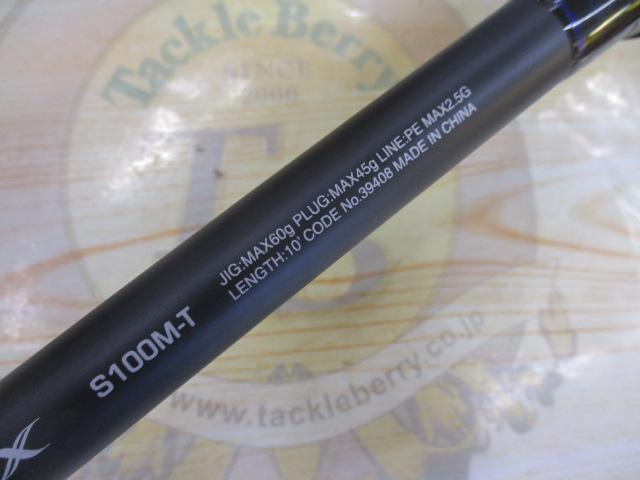 Tackle Berry
SINCE
2000
JIG:MAX60g PLUG:MAX45g LINE:PE MAX2.5G
LENGTH:10' CODE No.39408 MADE IN CHINA
S100M-T
www.tackleberry.co.jp